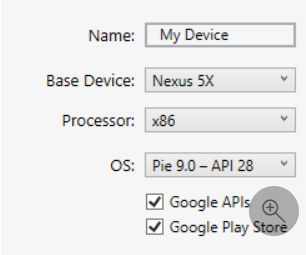 Name: My Device
Base Device: Nexus 5X
Processor: x86
OS: Pie 9.0 – API 28
Google APIs
Google Play Store